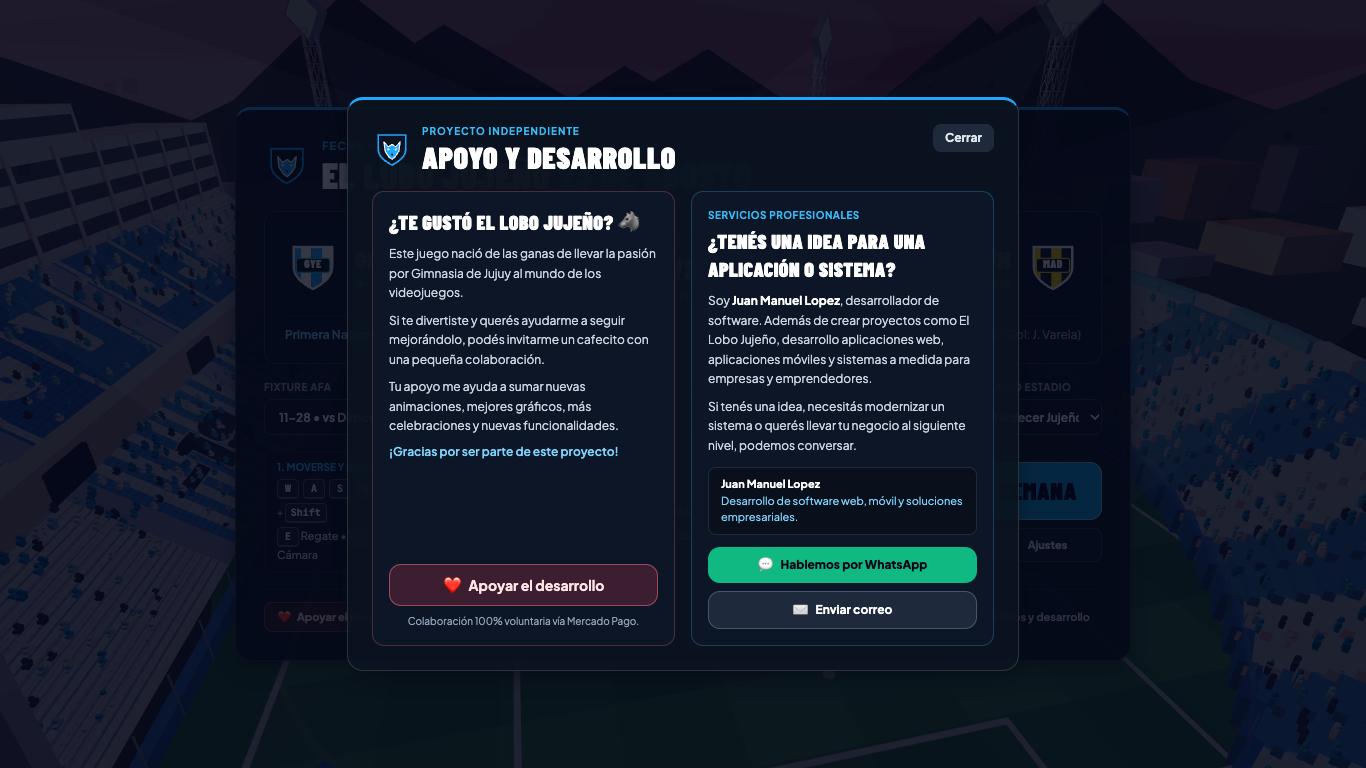 PROYECTO INDEPENDIENTE
APOYO Y DESARROLLO
Cerrar
¿TE GUSTÓ EL LOBO JUJEÑO? 🐴
Este juego nació de las ganas de llevar la pasión
por Gimnasia de Jujuy al mundo de los
videojuegos.
Si te divertiste y querés ayudarme a seguir
mejorándolo, podés invitarme un cafecito con
una pequeña colaboración.
Tu apoyo me ayuda a sumar nuevas
animaciones, mejores gráficos, más
celebraciones y nuevas funcionalidades.
¡Gracias por ser parte de este proyecto!
❤️ Apoyar el desarrollo
Colaboración 100% voluntaria vía Mercado Pago.
SERVICIOS PROFESIONALES
¿TENÉS UNA IDEA PARA UNA
APLICACIÓN O SISTEMA?
Soy Juan Manuel Lopez, desarrollador de
software. Además de crear proyectos como El
Lobo Jujeño, desarrollo aplicaciones web,
aplicaciones móviles y sistemas a medida para
empresas y emprendedores.
Si tenés una idea, necesitás modernizar un
sistema o querés llevar tu negocio al siguiente
nivel, podemos conversar.
Juan Manuel Lopez
Desarrollo de software web, móvil y soluciones
empresariales.
💬 Hablemos por WhatsApp
✉️ Enviar correo
GYE
Primera Na
FIXTURE AFA
11-28 • vs De
1. MOVERSE Y
W A S
+ Shift
E Regate •
Cámara
❤️ Apoyar el
MAD
ol: J. Varela)
ESTADIO
ecer Jujeñ
EMANA
Ajustes
s y desarrollo